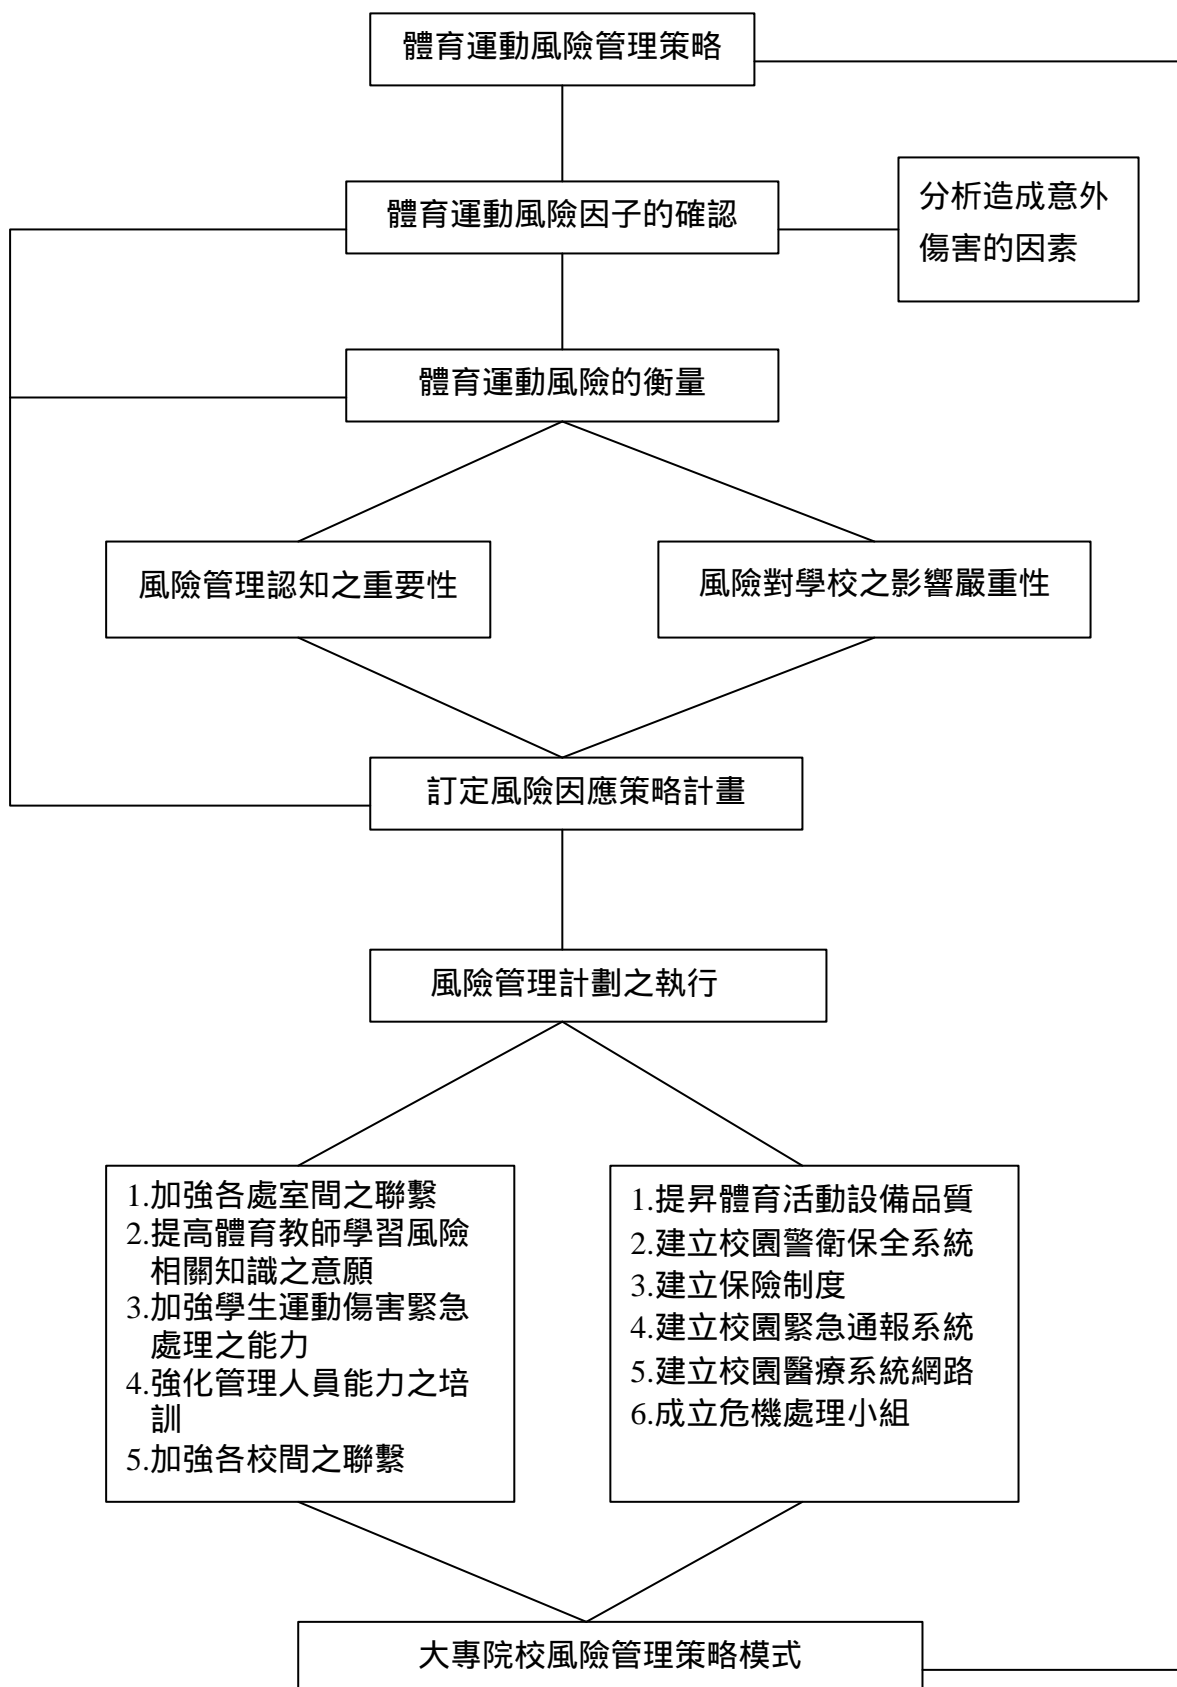 體育運動風險管理策略
體育運動風險因子的確認
分析造成意外
傷害的因素
體育運動風險的衡量
風險管理認知之重要性
風險對學校之影響嚴重性
訂定風險因應策略計畫
風險管理計劃之執行
1.加強各處室間之聯繫
2.提高體育教師學習風險
相關知識之意願
3.加強學生運動傷害緊急
處理之能力
4.強化管理人員能力之培
訓
5.加強各校間之聯繫
1.提昇體育活動設備品質
2.建立校園警衛保全系統
3.建立保險制度
4.建立校園緊急通報系統
5.建立校園醫療系統網路
6.成立危機處理小組
大專院校風險管理策略模式